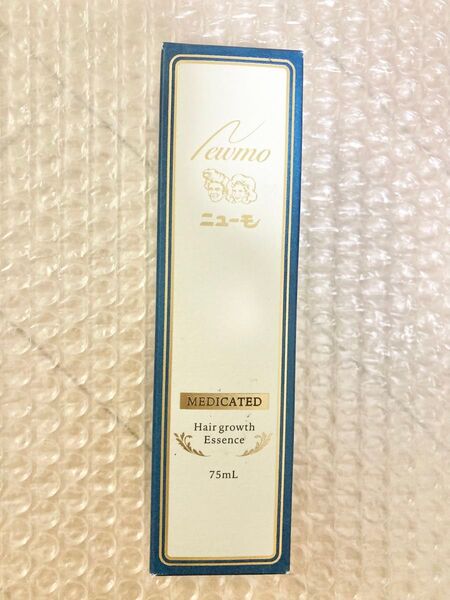 Newmo
ニューモ
MEDICATED
Hair growth
Essence
75mL